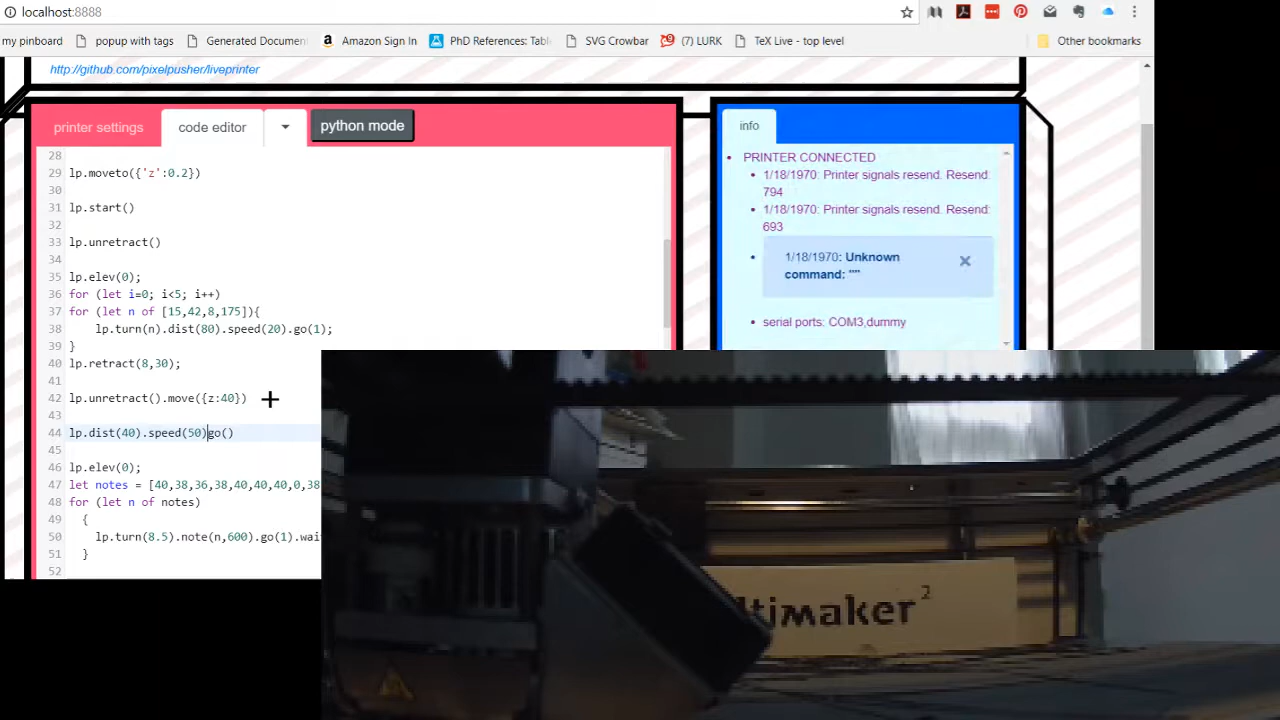 localhost:8888
my pinboard popup with tags Generated Documen Amazon Sign In PhD References: Tabl SVG Crowbar (7) LURK TeX Live - top level Other bookmarks
http://github.com/pixelpusher/liveprinter
printer settings code editor python mode
28
29 lp.moveto({'z':0.2})
30
31 lp.start()
32
33 lp.unretract()
34
35 lp.elev(0);
36 for (let i=0; i<5; i++)
37 for (let n of [15,42,8,175]){
38 lp.turn(n).dist(80).speed(20).go(1);
39 }
40 lp.retract(8,30);
41
42 lp.unretract().move({z:40})
43
44 lp.dist(40).speed(50)go()
45
46 lp.elev(0);
47 let notes = [40,38,36,38,40,40,40,0,38
48 for (let n of notes)
49 {
50 lp.turn(8.5).note(n,600).go(1).wai
51 }
52
info
PRINTER CONNECTED
1/18/1970: Printer signals resend. Resend:
794
1/18/1970: Printer signals resend. Resend:
693
1/18/1970: Unknown
command: ""
serial ports: COM3,dummy
ltimaker 2